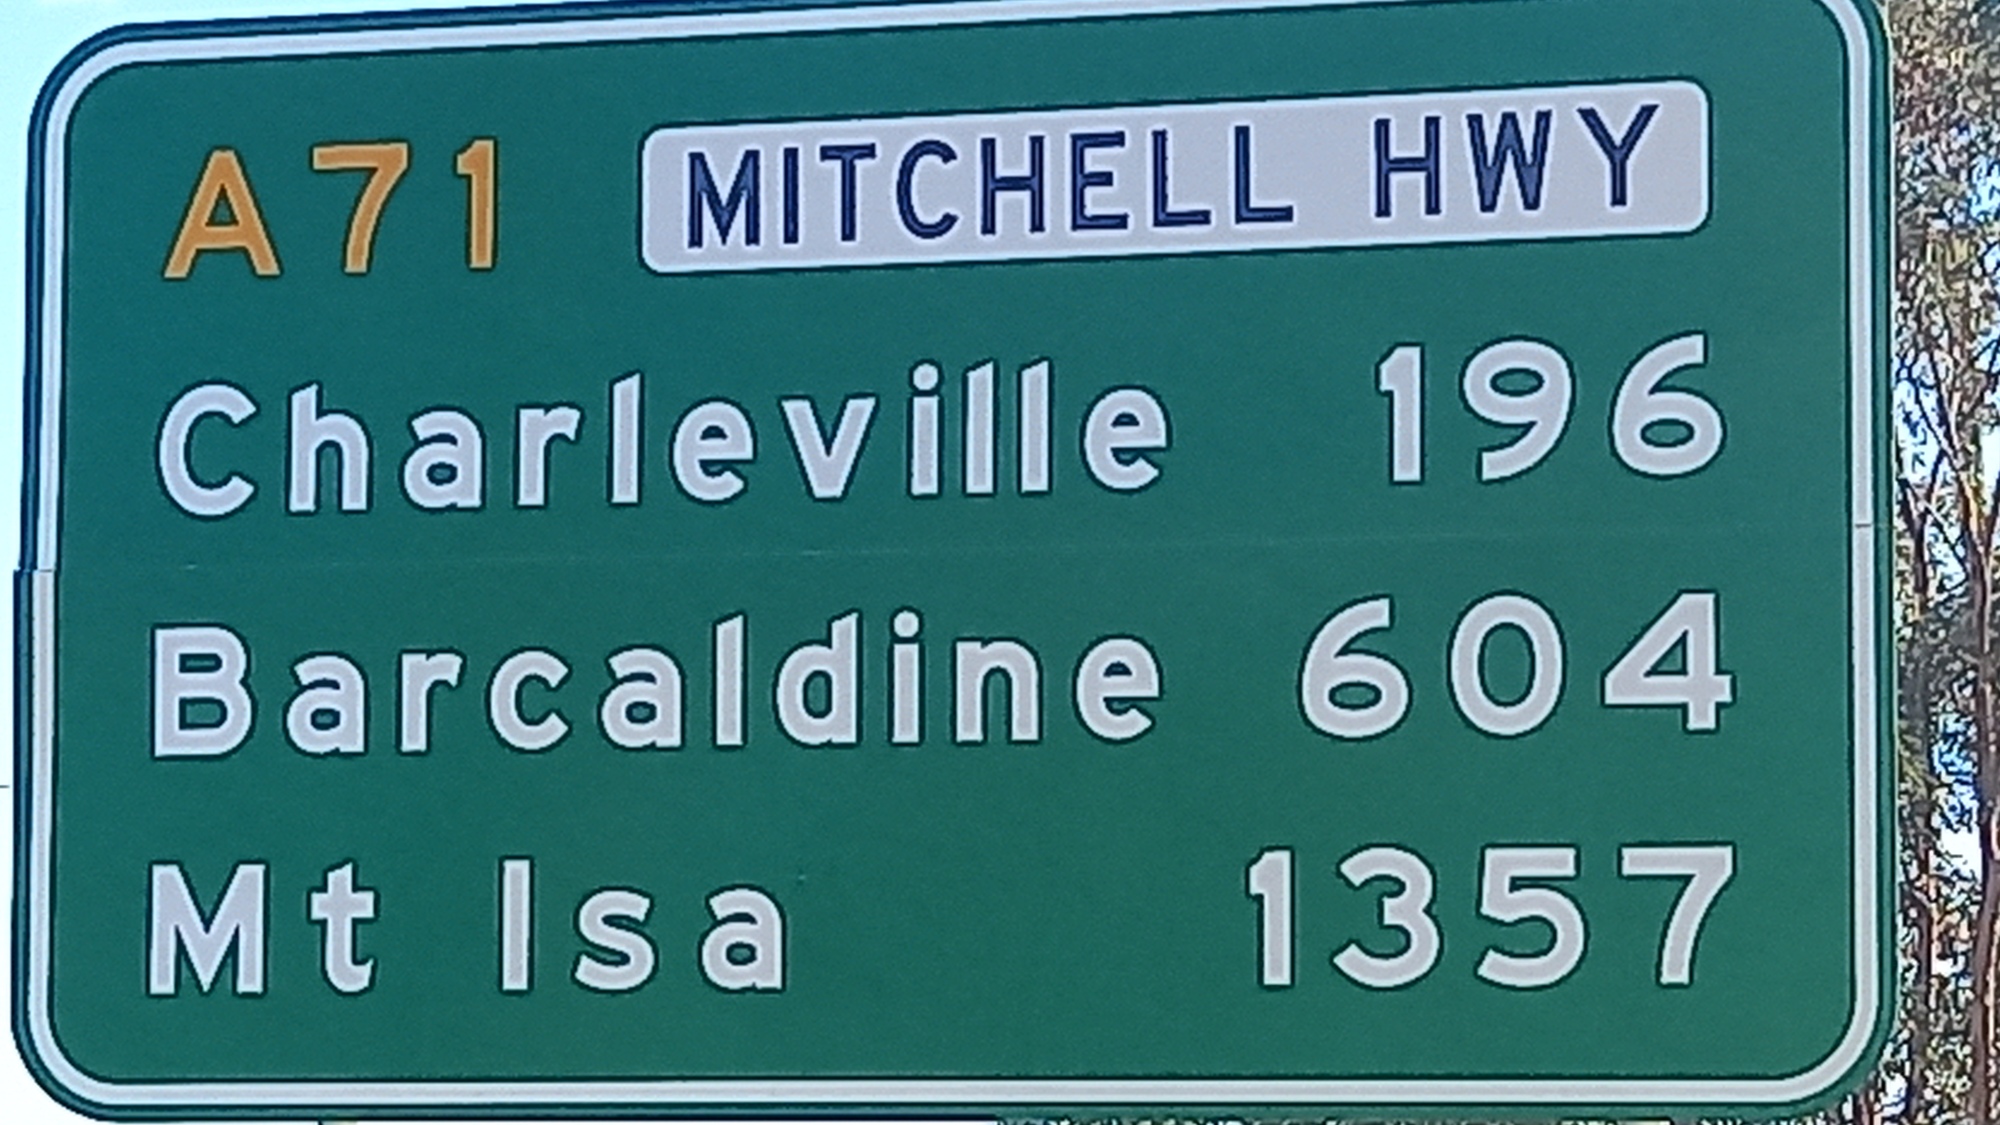 A71 MITCHELL HWY
Charleville 196
Barcaldine 604
Mt Isa 1357